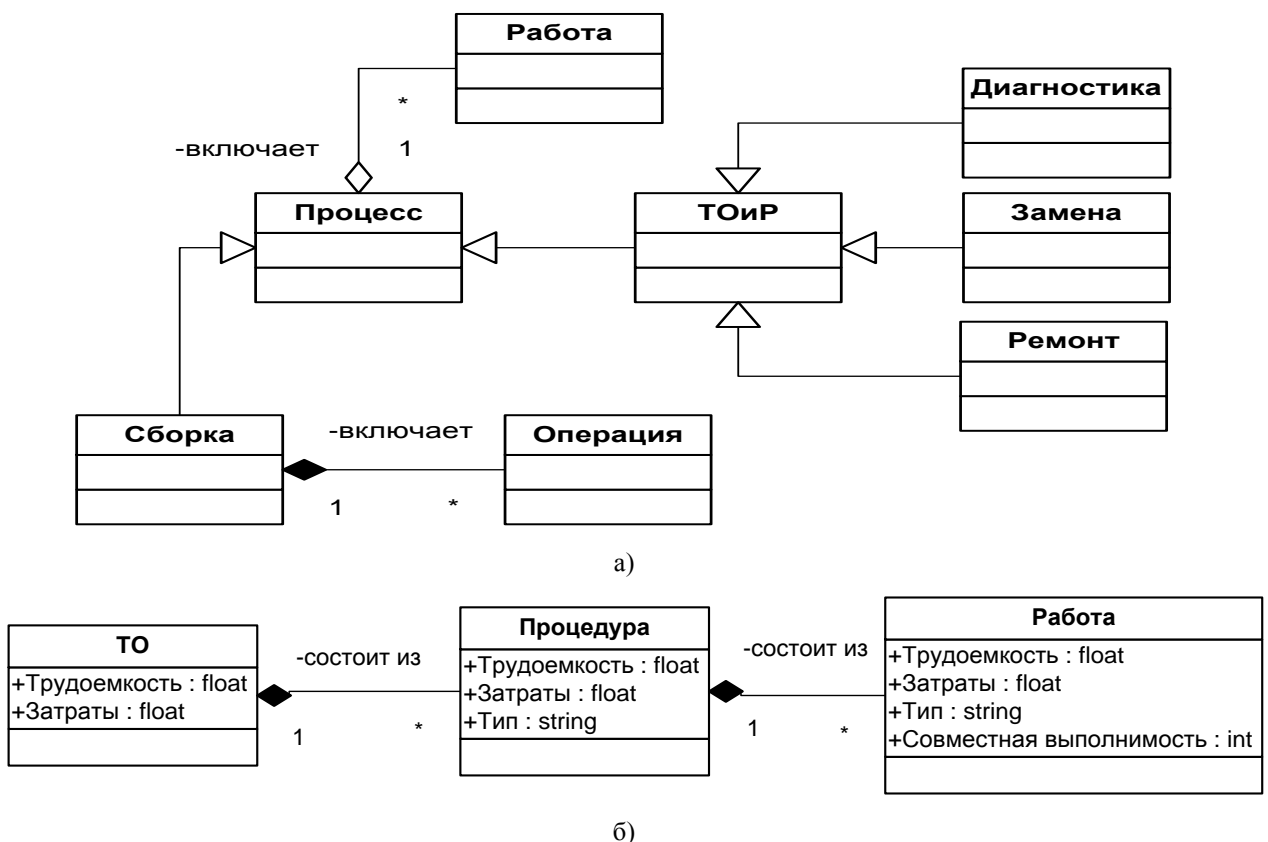 Работа
Диагностика
*
-включает
1
Процесс
ТОиР
Замена
Ремонт
Сборка
-включает
Операция
1
*
а)
ТО
+Трудоемкость : float
+Затраты : float
-состоит из
1
*
Процедура
+Трудоемкость : float
+Затраты : float
+Тип : string
-состоит из
1
*
Работа
+Трудоемкость : float
+Затраты : float
+Тип : string
+Совместная выполнимость : int
б)